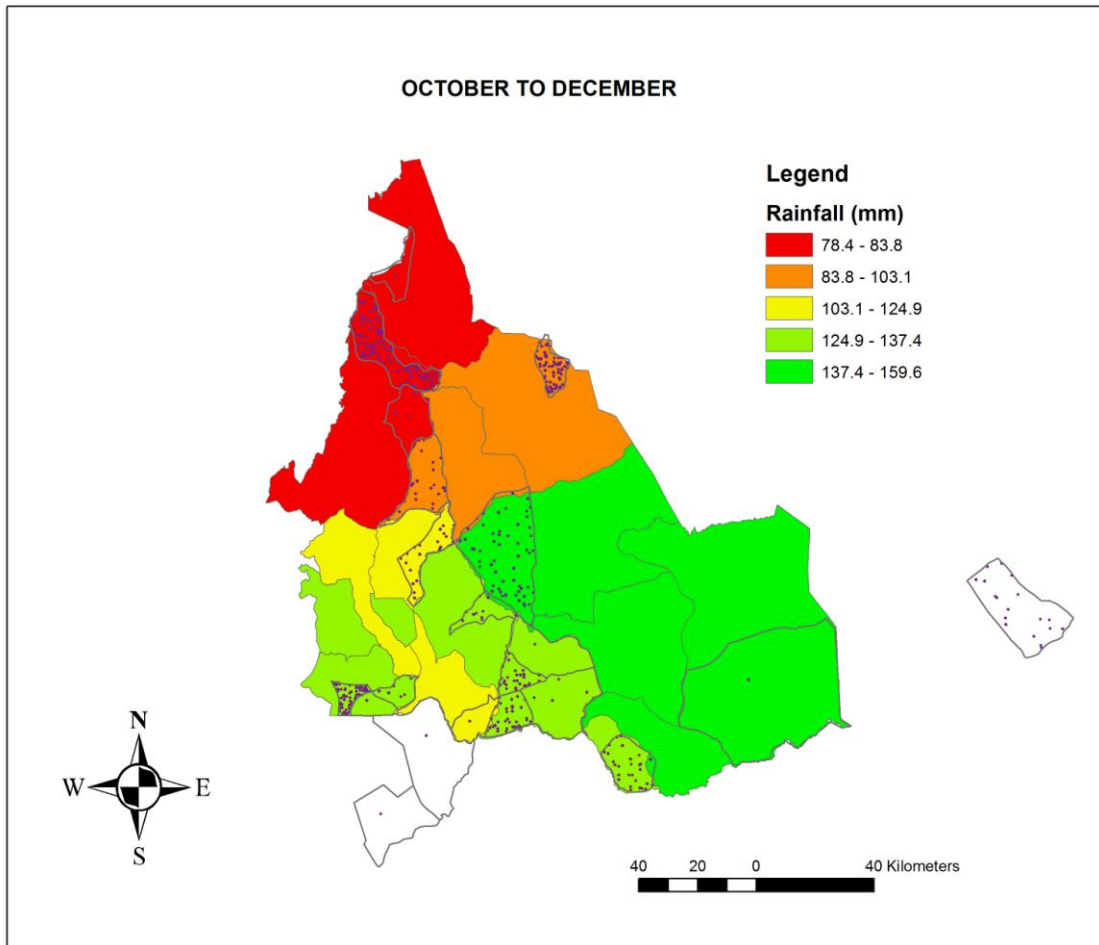 OCTOBER TO DECEMBER
Legend
Rainfall (mm)
78.4 - 83.8
83.8 - 103.1
103.1 - 124.9
124.9 - 137.4
137.4 - 159.6
N
W E
S
40 20 0 40 Kilometers